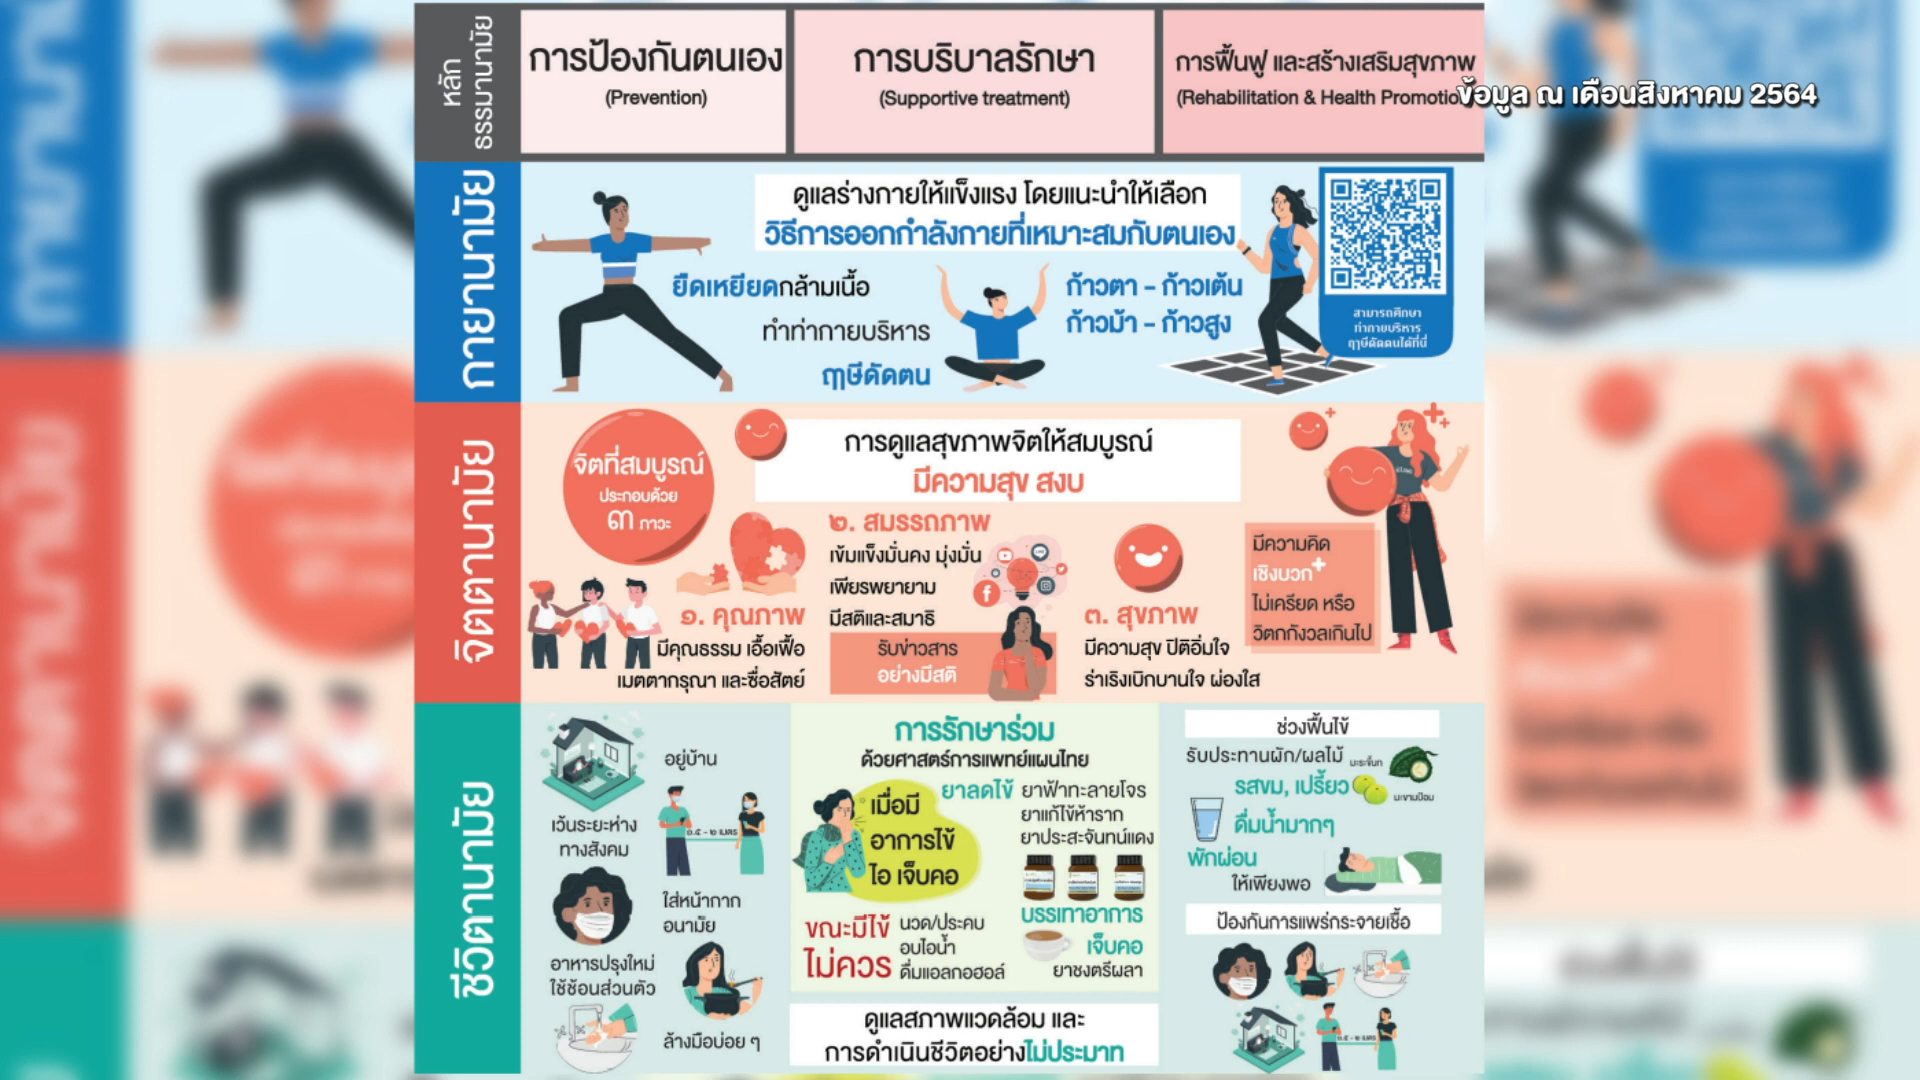 หลัก
ธรรมานามัย
การป้องกันตนเอง
(Prevention)
การบริบาลรักษา
(Supportive treatment)
การฟื้นฟู และสร้างเสริมสุขภาพ
(Rehabilitation & Health Promotio
ข้อมูล ณ เดือนสิงหาคม 2564
กายานามัย
ดูแลร่างกายให้แข็งแรง โดยแนะนำให้เลือก
วิธีการออกกำลังกายที่เหมาะสมกับตนเอง
ยืดเหยียดกล้ามเนื้อ
ทำท่ากายบริหาร
ฤๅษีดัดตน
ก้าวตา - ก้าวเต้น
ก้าวม้า - ก้าวสูง
สามารถศึกษา
ท่ากายบริหาร
ฤๅษีดัดตนได้ที่นี่
จิตตานามัย
จิตที่สมบูรณ์
ประกอบด้วย
๓ ภาวะ
การดูแลสุขภาพจิตให้สมบูรณ์
มีความสุข สงบ
๑. คุณภาพ
มีคุณธรรม เอื้อเฟื้อ
เมตตากรุณา และซื่อสัตย์
๒. สมรรถภาพ
เข้มแข็งมั่นคง มุ่งมั่น
เพียรพยายาม
มีสติและสมาธิ
รับข่าวสาร
อย่างมีสติ
๓. สุขภาพ
มีความสุข ปิติอิ่มใจ
ร่าเริงเบิกบานใจ ผ่องใส
มีความคิด
เชิงบวก+
ไม่เครียด หรือ
วิตกกังวลเกินไป
ชีวิตานามัย
อยู่บ้าน
เว้นระยะห่าง
ทางสังคม
๑.๕ - ๒ เมตร
ใส่หน้ากาก
อนามัย
อาหารปรุงใหม่
ใช้ช้อนส่วนตัว
ล้างมือบ่อย ๆ
การรักษาร่วม
ด้วยศาสตร์การแพทย์แผนไทย
เมื่อมี
อาการไข้
ไอ เจ็บคอ
ยาลดไข้ ยาฟ้าทะลายโจร
ยาแก้ไข้ห้าราก
ยาประสะจันทน์แดง
บรรเทาอาการ
เจ็บคอ
ยาชงตรีผลา
ขณะมีไข้
ไม่ควร
นวด/ประคบ
อบไอน้ำ
ดื่มแอลกอฮอล์
ดูแลสภาพแวดล้อม และ
การดำเนินชีวิตอย่างไม่ประมาท
ช่วงฟื้นไข้
รับประทานผัก/ผลไม้
มะระขี้นก
รสขม, เปรี้ยว
มะขามป้อม
ดื่มน้ำมากๆ
พักผ่อน
ให้เพียงพอ
ป้องกันการแพร่กระจายเชื้อ
๑.๕ - ๒ เมตร